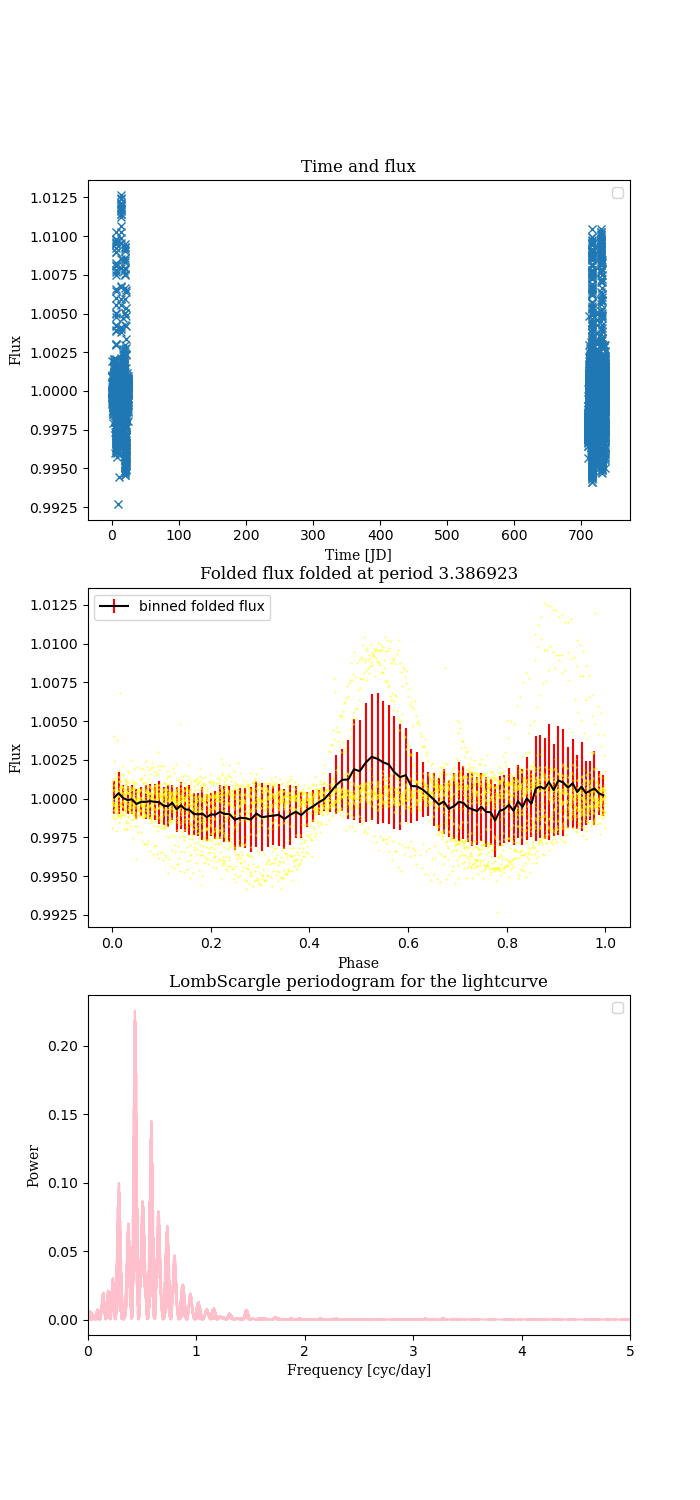 Time and flux
1.0125
1.0100
1.0075
1.0050
1.0025
1.0000
0.9975
0.9950
0.9925
Flux
0 100 200 300 400 500 600 700
Time [JD]
Folded flux folded at period 3.386923
binned folded flux
1.0125
1.0100
1.0075
1.0050
1.0025
1.0000
0.9975
0.9950
0.9925
Flux
0.0 0.2 0.4 0.6 0.8 1.0
Phase
LombScargle periodogram for the lightcurve
0.20
0.15
0.10
0.05
0.00
Power
0 1 2 3 4 5
Frequency [cyc/day]